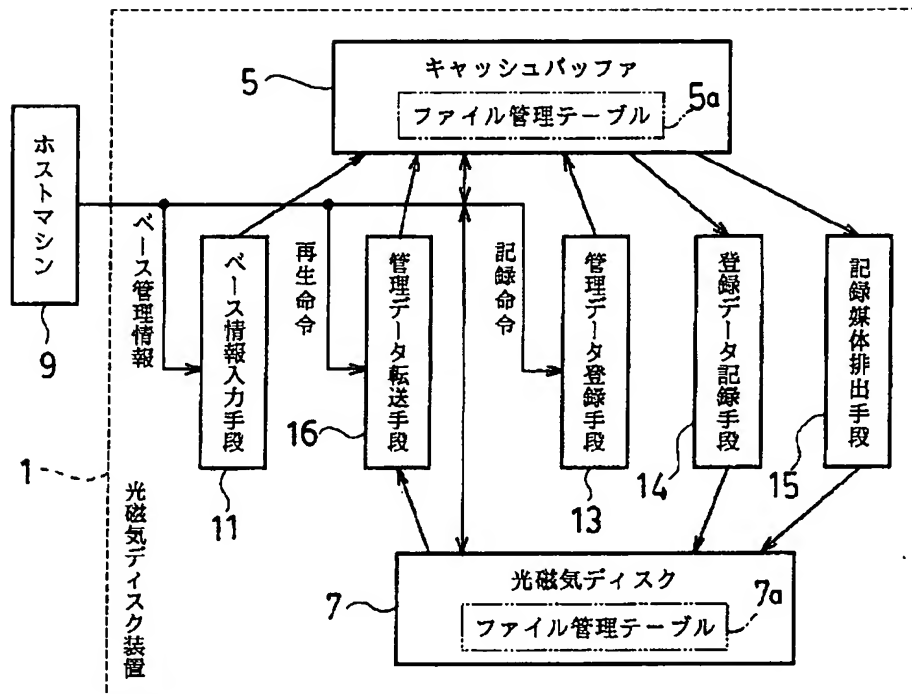 キャッシュバッファ
5
ファイル管理テーブル
5a
ホストマシン
9
ベース管理情報
ベース情報入力手段
11
再生命令
管理データ転送手段
16
記録命令
管理データ登録手段
13
登録データ記録手段
14
記録媒体排出手段
15
1
光磁気ディスク装置
光磁気ディスク
7
ファイル管理テーブル
7a